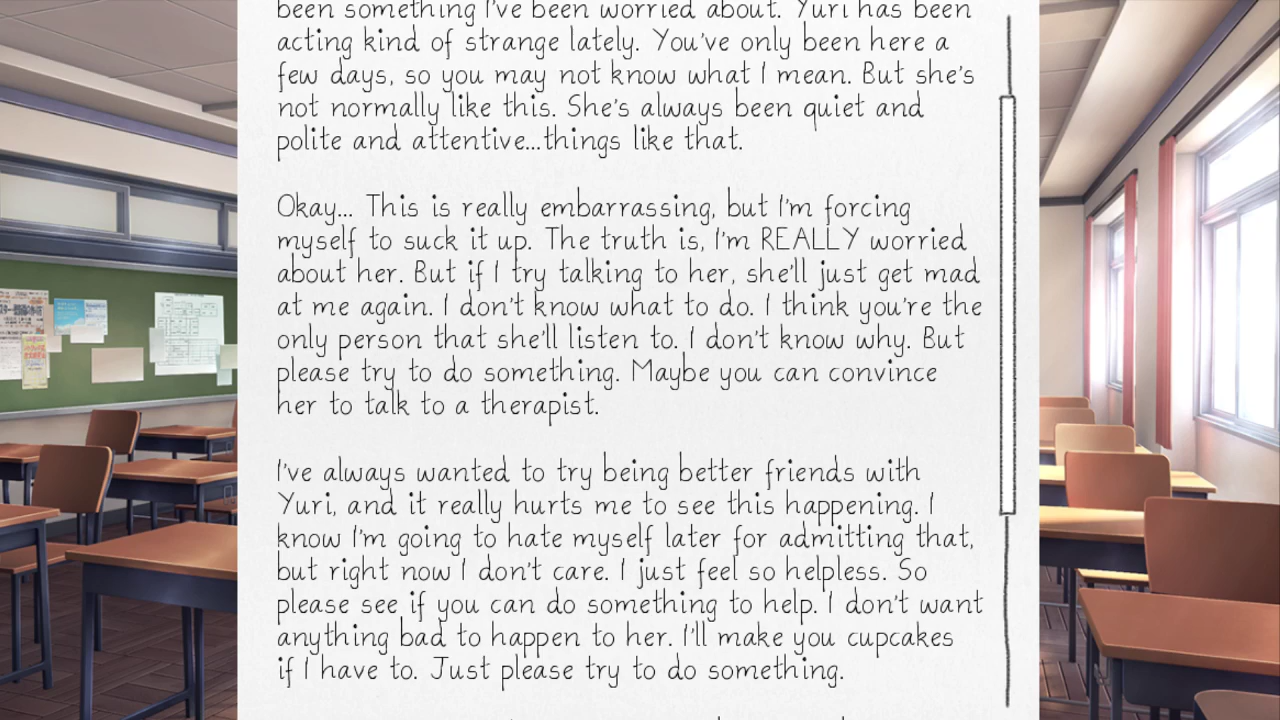 been something I've been worried about. Yuri has been
acting kind of strange lately. You've only been here a
few days, so you may not know what I mean. But she's
not normally like this. She's always been quiet and
polite and attentive...things like that.
Okay... This is really embarrassing, but I'm forcing
myself to suck it up. The truth is, I'm REALLY worried
about her. But if I try talking to her, she'll just get mad
at me again. I don't know what to do. I think you're the
only person that she'll listen to. I don't know why. But
please try to do something. Maybe you can convince
her to talk to a therapist.
I've always wanted to try being better friends with
Yuri, and it really hurts me to see this happening. I
know I'm going to hate myself later for admitting that,
but right now I don't care. I just feel so helpless. So
please see if you can do something to help. I don't want
anything bad to happen to her. I'll make you cupcakes
if I have to. Just please try to do something.